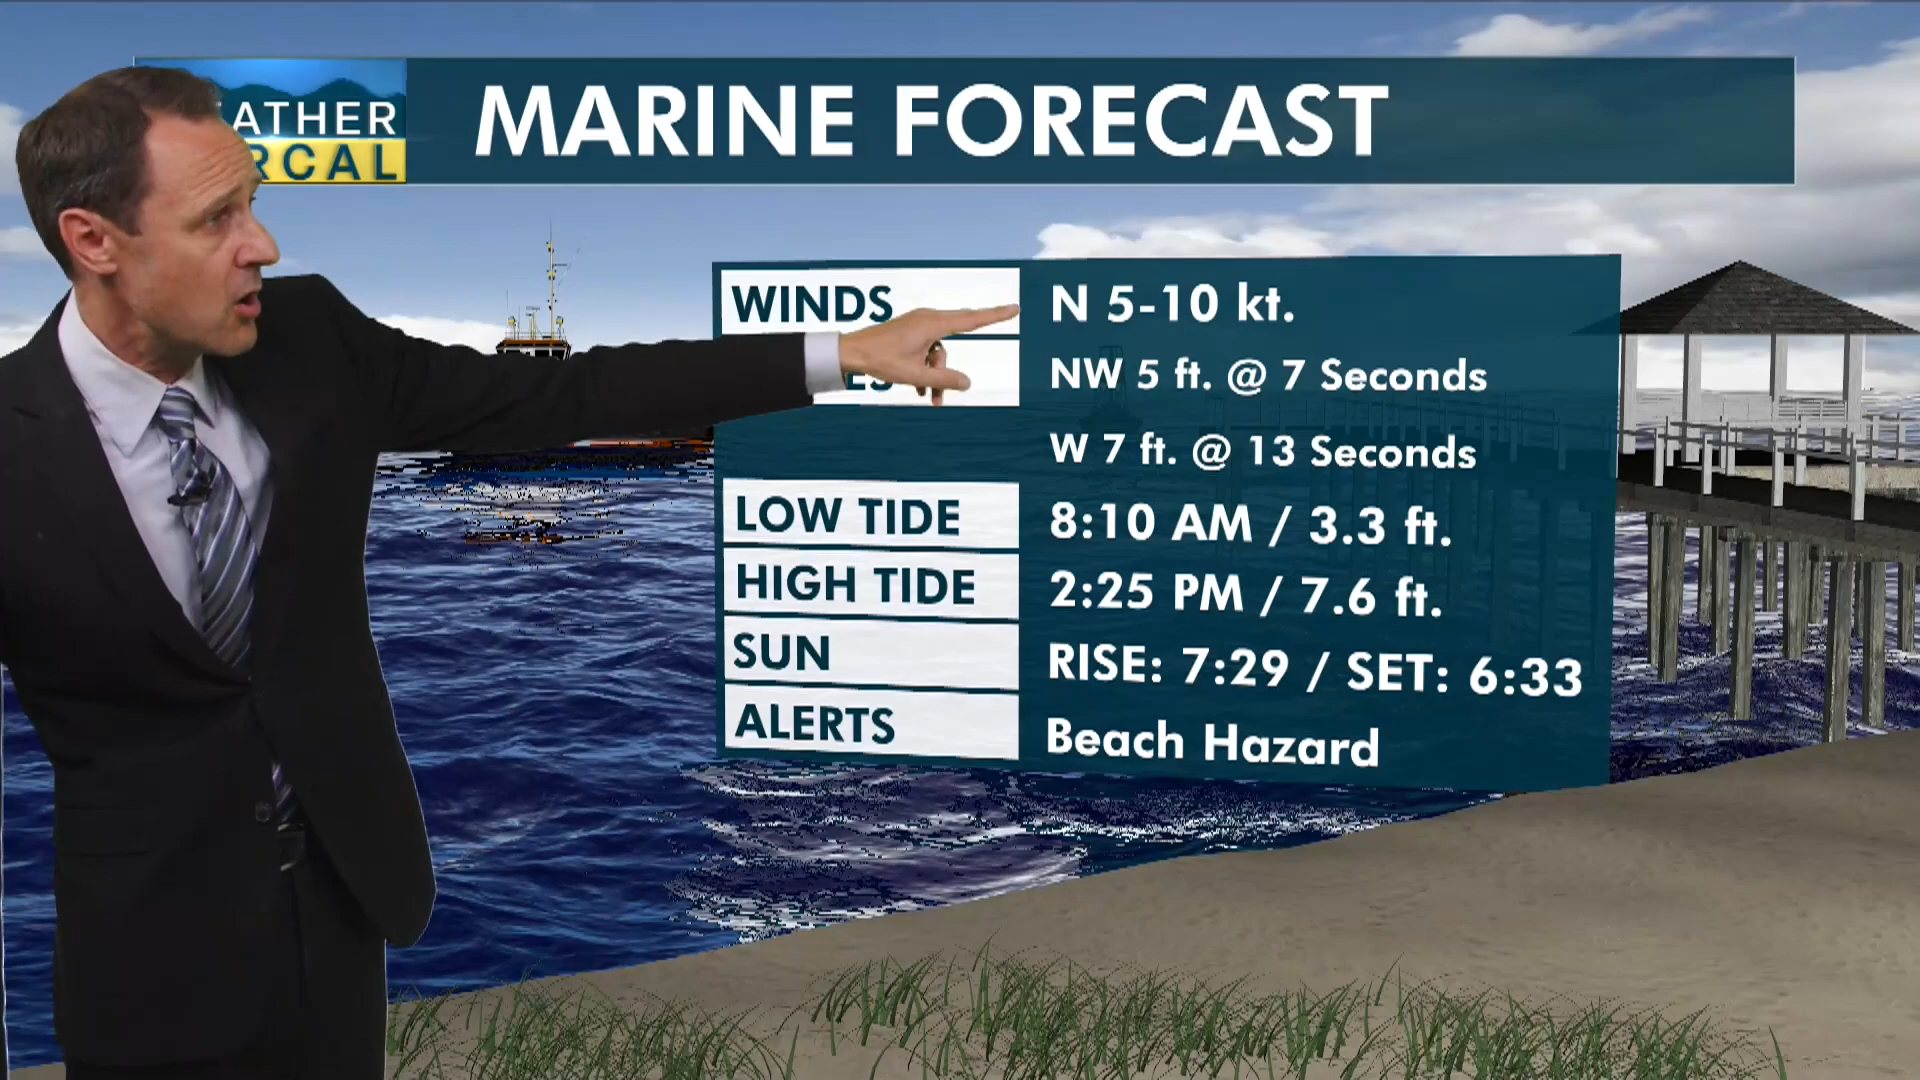 ATHER
RCAL
MARINE FORECAST
WINDS N 5-10 kt.
ES NW 5 ft. @ 7 Seconds
W 7 ft. @ 13 Seconds
LOW TIDE 8:10 AM / 3.3 ft.
HIGH TIDE 2:25 PM / 7.6 ft.
SUN RISE: 7:29 / SET: 6:33
ALERTS Beach Hazard